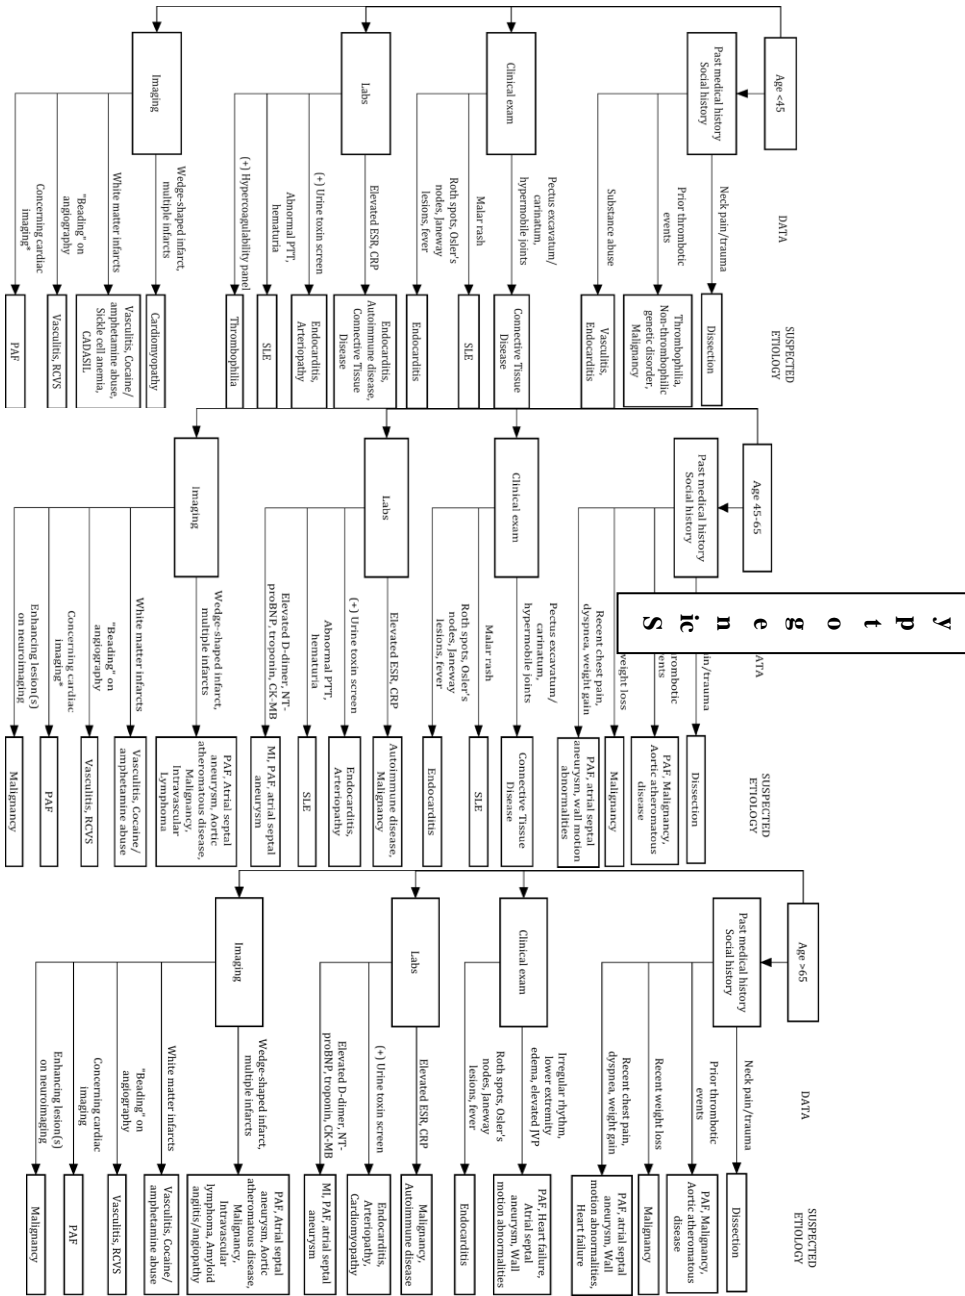 Age <45
Past medical history
Social history
DATA
SUSPECTED
ETIOLOGY
Neck pain/trauma
Dissection
Prior thrombotic
events
Thrombophilia,
Non-thrombophilic
genetic disorder,
Malignancy
Substance abuse
Vasculitis,
Endocarditis
Clinical exam
Pectus excavatum/
carinatum,
hypermobile joints
Connective Tissue
Disease
Malar rash
SLE
Roth spots, Osler's
nodes, Janeway
lesions, fever
Endocarditis
Labs
Elevated ESR, CRP
Endocarditis,
Autoimmune disease,
Connective Tissue
Disease
(+) Urine toxin screen
Endocarditis,
Arteriopathy
Abnormal PTT,
hematuria
SLE
(+) Hypercoagulability panel
Thrombophilia
Imaging
Wedge-shaped infarct,
multiple infarcts
Cardiomyopathy
White matter infarcts
Vasculitis, Cocaine/
amphetamine abuse,
Sickle cell anemia,
CADASIL
"Beading" on
angiography
Vasculitis, RCVS
Concerning cardiac
imaging*
PAF
Age 45-65
Past medical history
Social history
ATA
SUSPECTED
ETIOLOGY
ain/trauma
Dissection
rombotic
vents
PAF, Malignancy,
Aortic atheromatous
disease
weight loss
Malignancy
Recent chest pain,
dyspnea, weight gain
PAF, atrial septal
aneurysm, wall motion
abnormalities
Clinical exam
Pectus excavatum/
carinatum,
hypermobile joints
Connective Tissue
Disease
Malar rash
SLE
Roth spots, Osler's
nodes, Janeway
lesions, fever
Endocarditis
Labs
Elevated ESR, CRP
Autoimmune disease,
Malignancy
(+) Urine toxin screen
Endocarditis,
Arteriopathy
Abnormal PTT,
hematuria
SLE
Elevated D-dimer, NT-
proBNP, troponin, CK-MB
MI, PAF, atrial septal
aneurysm
Imaging
Wedge-shaped infarct,
multiple infarcts
PAF, Atrial septal
aneurysm, Aortic
atheromatous disease,
Malignancy,
Intravascular
Lymphoma
White matter infarcts
Vasculitis, Cocaine/
amphetamine abuse
"Beading" on
angiography
Vasculitis, RCVS
Concerning cardiac
imaging*
PAF
Enhancing lesion(s)
on neuroimaging
Malignancy
Age >65
Past medical history
Social history
DATA
SUSPECTED
ETIOLOGY
Neck pain/trauma
Dissection
Prior thrombotic
events
PAF, Malignancy,
Aortic atheromatous
disease
Recent weight loss
Malignancy
Recent chest pain,
dyspnea, weight gain
PAF, atrial septal
aneurysm, Wall
motion abnormalities,
Heart failure
Clinical exam
Irregular rhythm,
lower extremity
edema, elevated JVP
PAF, Heart failure,
Atrial septal
aneurysm, Wall
motion abnormalities
Roth spots, Osler's
nodes, Janeway
lesions, fever
Endocarditis
Labs
Elevated ESR, CRP
Malignancy,
Autoimmune disease
(+) Urine toxin screen
Endocarditis,
Arteriopathy,
Cardiomyopathy
Elevated D-dimer, NT-
proBNP, troponin, CK-MB
MI, PAF, atrial septal
aneurysm
Imaging
Wedge-shaped infarct,
multiple infarcts
PAF, Atrial septal
aneurysm, Aortic
atheromatous disease,
Malignancy,
Intravascular
lymphoma, Amyloid
angiitis/angiopathy
White matter infarcts
Vasculitis, Cocaine/
amphetamine abuse
"Beading" on
angiography
Vasculitis, RCVS
Concerning cardiac
imaging
PAF
Enhancing lesion(s)
on neuroimaging
Malignancy
y
p
t
o
g
e
n
ic
S